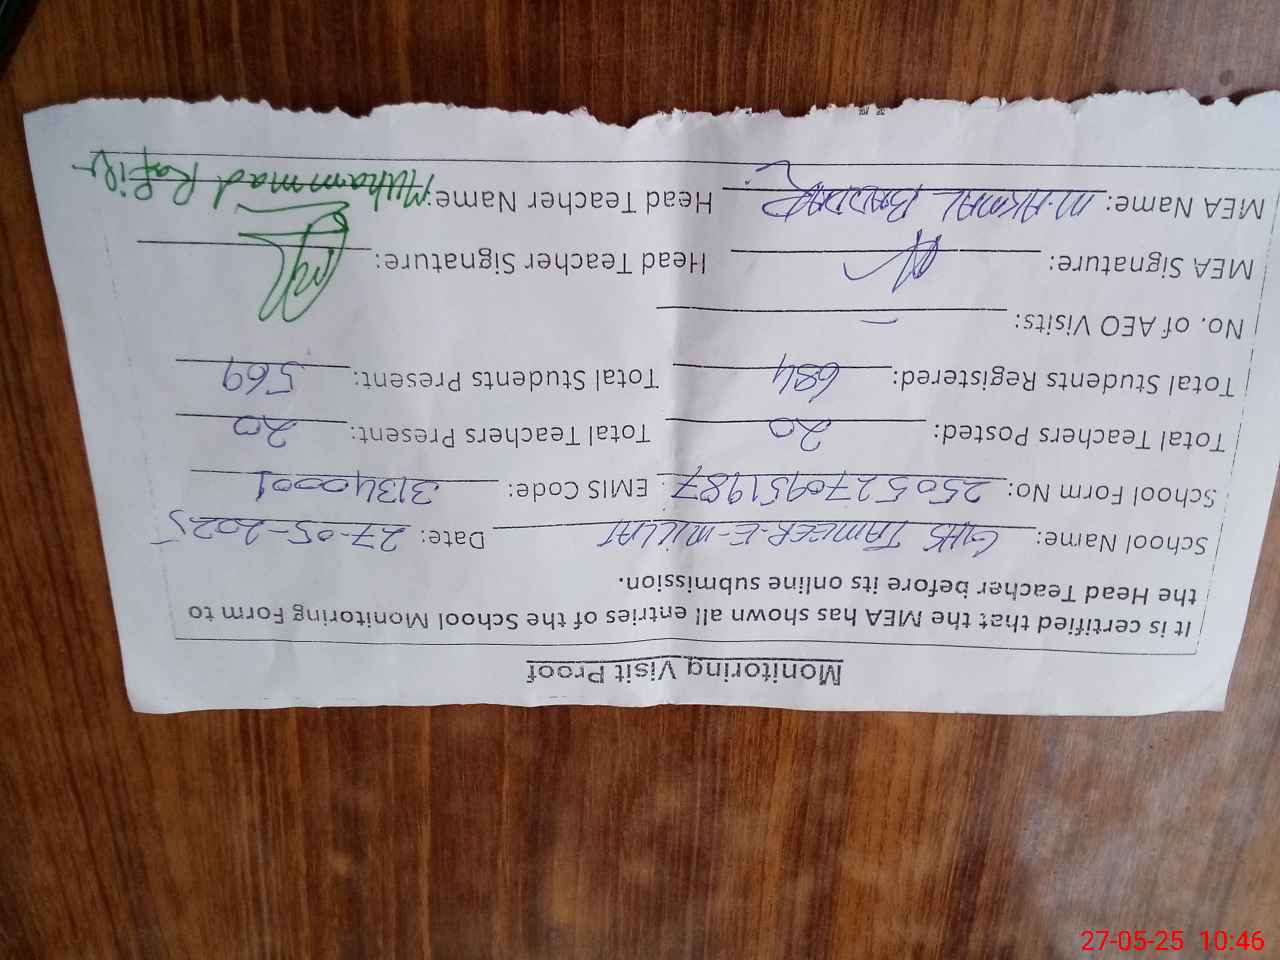 Monitoring Visit Proof
It is certified that the MEA has shown all entries of the School Monitoring Form to
the Head Teacher before its online submission.
School Name: GHS TAMEER-E-MILLAT Date: 27-05-2025
School Form No: 2505270951987 EMIS Code: 31340001
Total Teachers Posted: 20 Total Teachers Present: 20
Total Students Registered: 684 Total Students Present: 569
No. of AEO Visits: –
MEA Signature: Head Teacher Signature:
MEA Name: M. AKMAL Head Teacher Name: Muhammad Rafiq
27-05-25 10:46